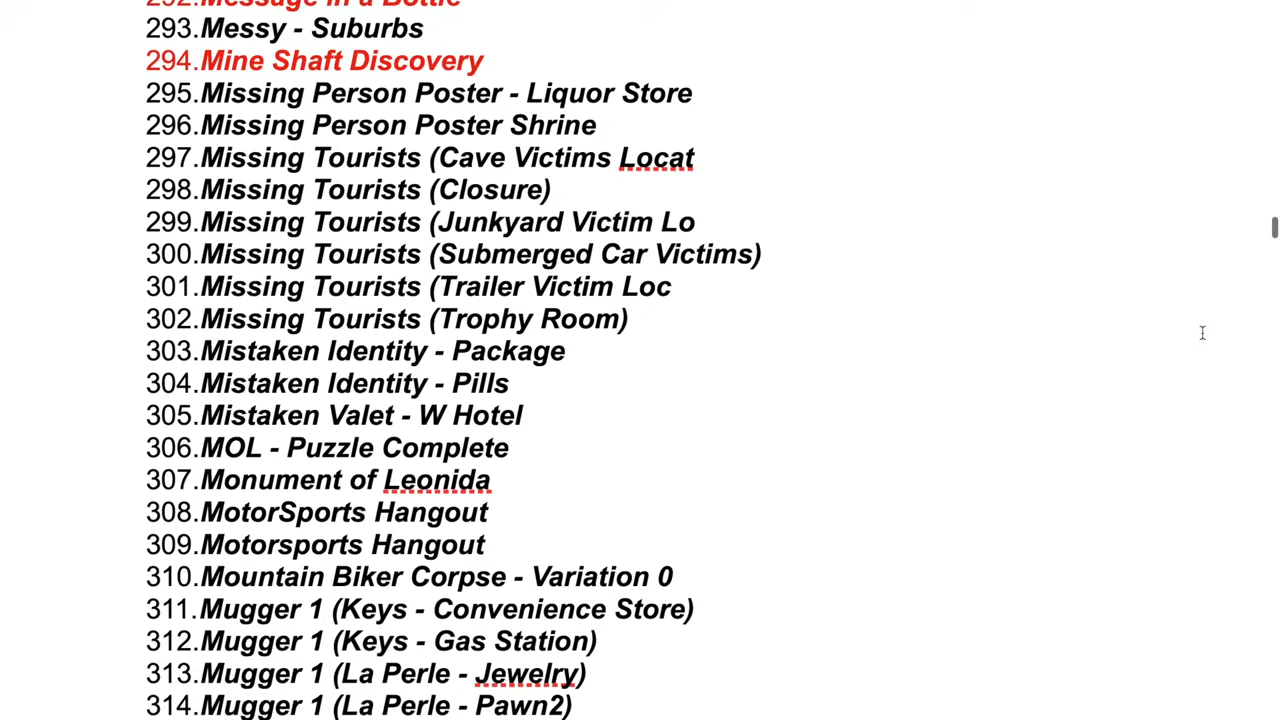 292.Message in a Bottle
293.Messy - Suburbs
294.Mine Shaft Discovery
295.Missing Person Poster - Liquor Store
296.Missing Person Poster Shrine
297.Missing Tourists (Cave Victims Locat
298.Missing Tourists (Closure)
299.Missing Tourists (Junkyard Victim Lo
300.Missing Tourists (Submerged Car Victims)
301.Missing Tourists (Trailer Victim Loc
302.Missing Tourists (Trophy Room)
303.Mistaken Identity - Package
304.Mistaken Identity - Pills
305.Mistaken Valet - W Hotel
306.MOL - Puzzle Complete
307.Monument of Leonida
308.MotorSports Hangout
309.Motorsports Hangout
310.Mountain Biker Corpse - Variation 0
311.Mugger 1 (Keys - Convenience Store)
312.Mugger 1 (Keys - Gas Station)
313.Mugger 1 (La Perle - Jewelry)
314.Mugger 1 (La Perle - Pawn2)